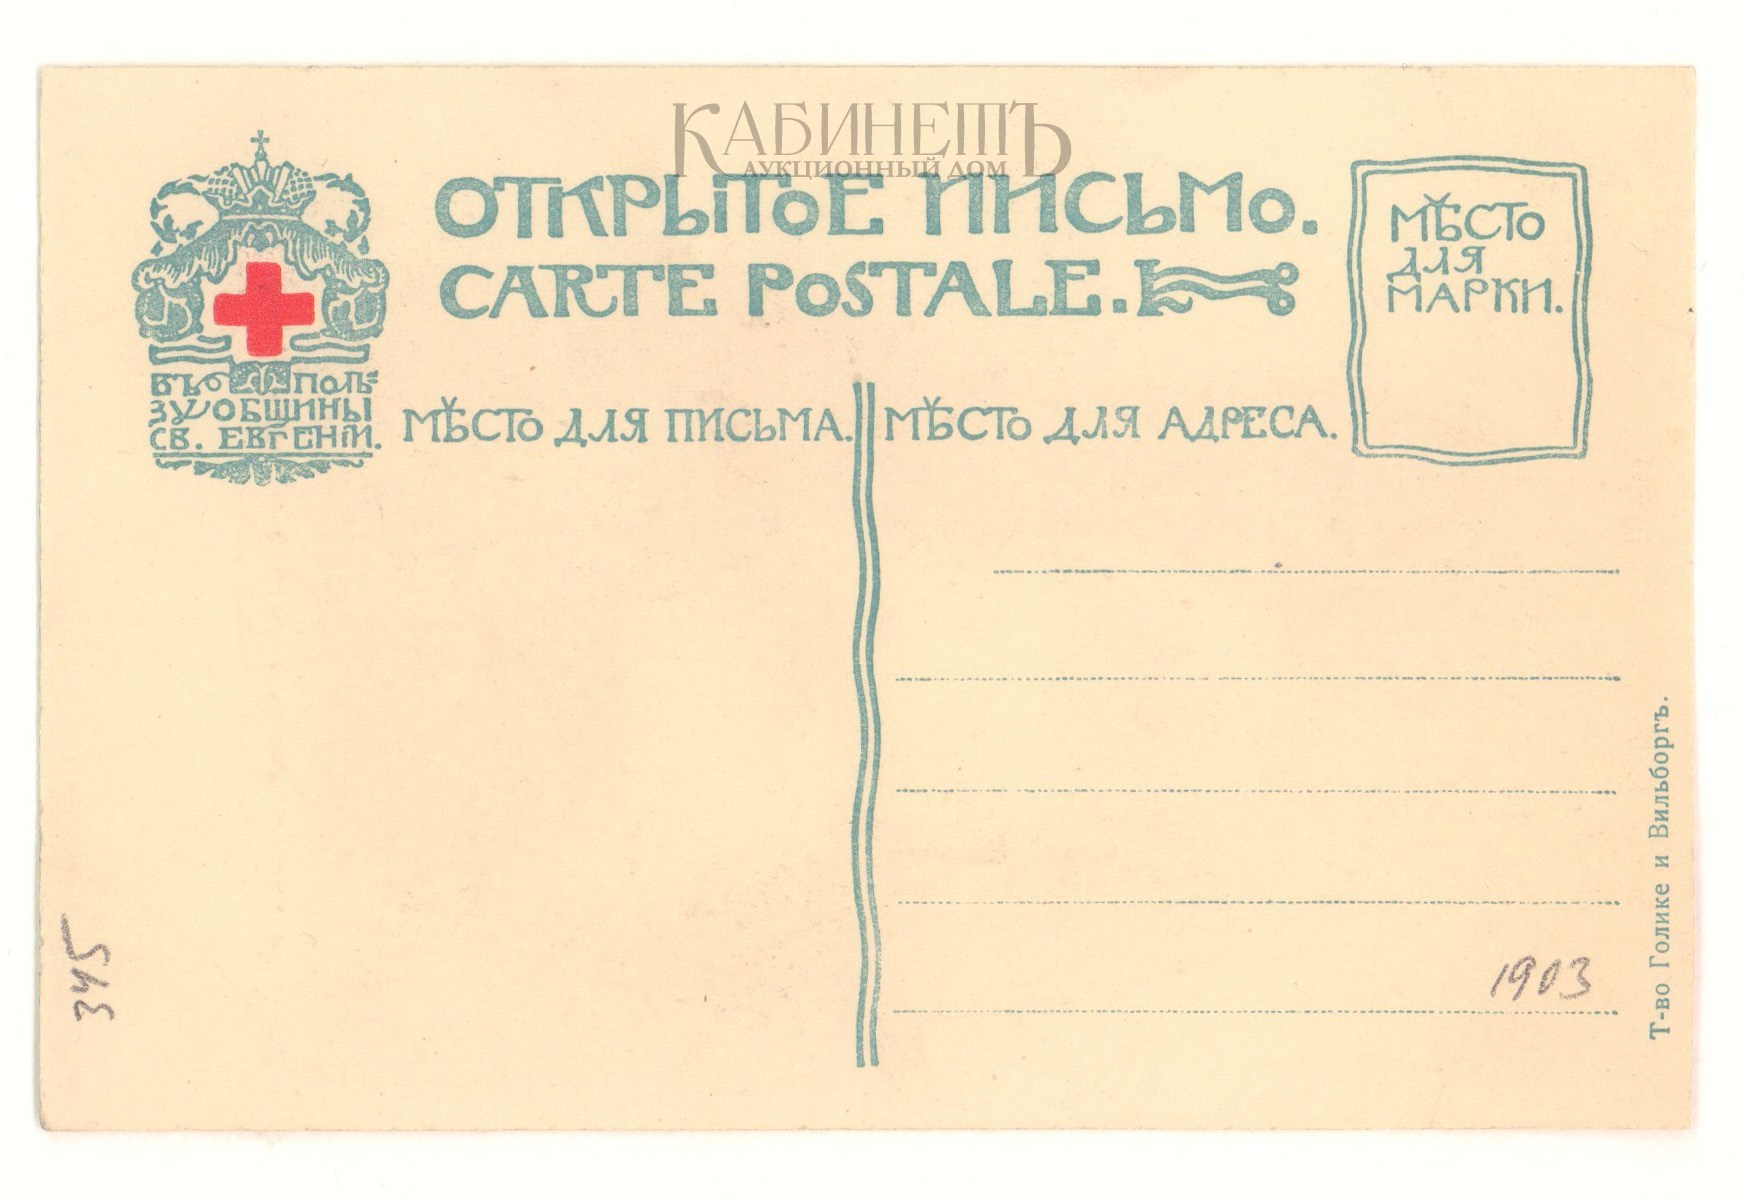 КАБИНЕТЪ
АУКЦИОННЫЙ ДОМ
ОТКРЫТОЕ ПИСЬМО.
CARTE POSTALE.
МѢСТО
ДЛЯ
МАРКИ.
ВЪ ПОЛЬ=
ЗУ ОБЩИНЫ
СВ. ЕВГЕНІИ.
МѢСТО ДЛЯ ПИСЬМА.
МѢСТО ДЛЯ АДРЕСА.
345
1903
Т-во Голике и Вильборгъ.